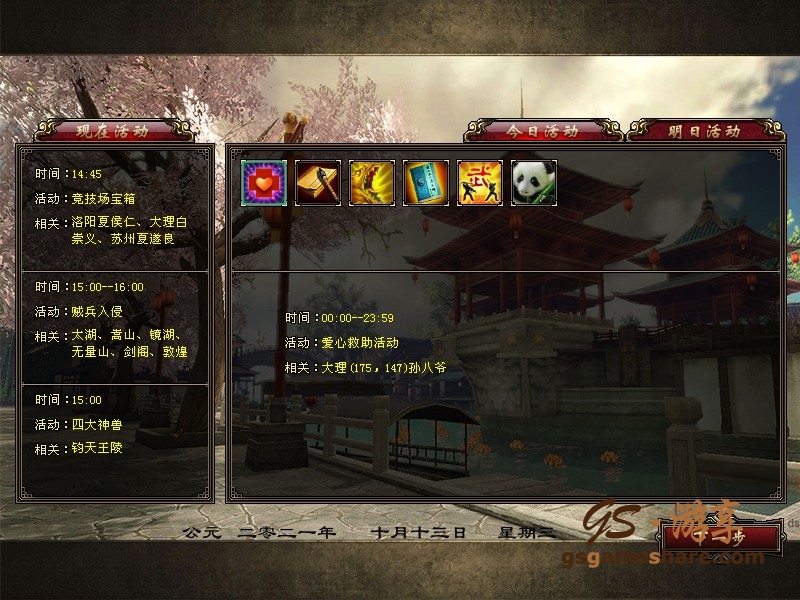 现在活动
今日活动
明日活动
时间：14:45
活动：竞技场宝箱
相关：洛阳夏侯仁、大理白
崇义、苏州夏遂良
时间：15:00--16:00
活动：贼兵入侵
相关：太湖、嵩山、镜湖、
无量山、剑阁、敦煌
时间：15:00
活动：四大神兽
相关：钧天王陵
武
时间：00:00--23:59
活动：爱心救助活动
相关：大理(175，147)孙八爷
公元 二零二一年 十月十三日 星期三
GS·游享
下一步
gsgameshare.com
ds